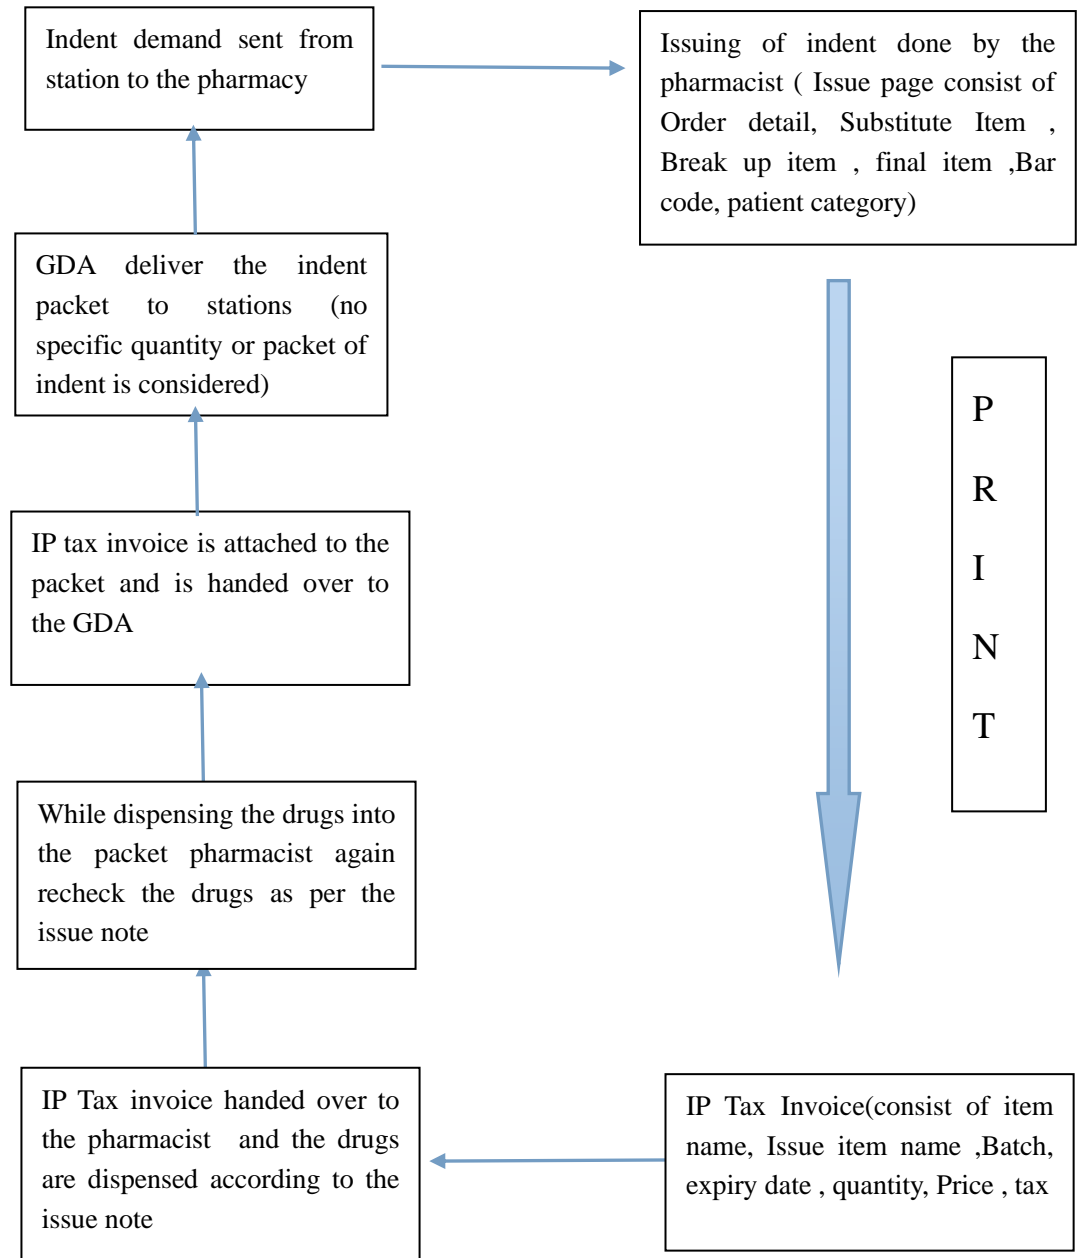 Indent demand sent from
station to the pharmacy
Issuing of indent done by the
pharmacist ( Issue page consist of
Order detail, Substitute Item ,
Break up item , final item ,Bar
code, patient category)
GDA deliver the indent
packet to stations (no
specific quantity or packet of
indent is considered)
P
R
I
N
T
IP tax invoice is attached to the
packet and is handed over to
the GDA
While dispensing the drugs into
the packet pharmacist again
recheck the drugs as per the
issue note
IP Tax invoice handed over to
the pharmacist and the drugs
are dispensed according to the
issue note
IP Tax Invoice(consist of item
name, Issue item name ,Batch,
expiry date , quantity, Price , tax